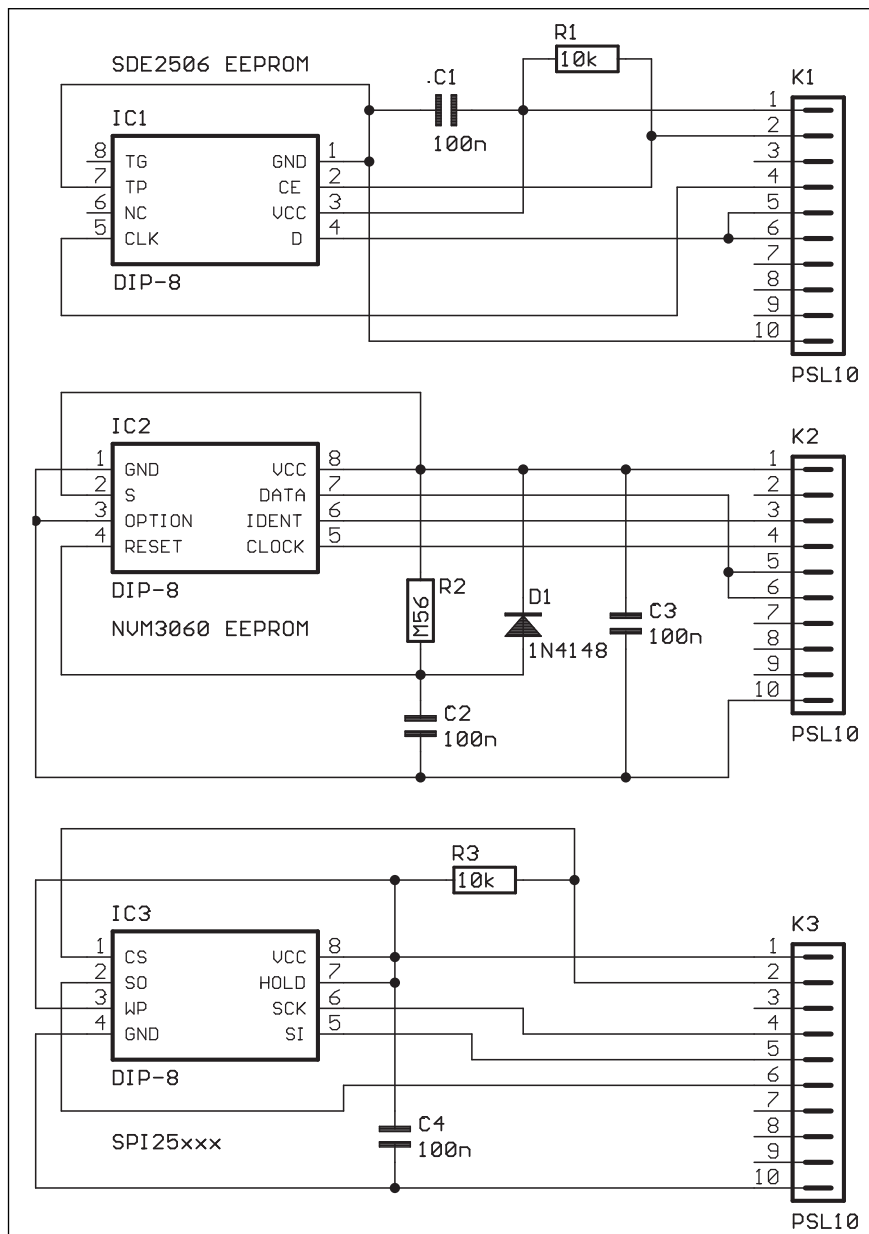 SDE2506 EEPROM
R1
10k
.C1
100n
K1
IC1
8 TG GND 1
7 TP CE 2
6 NC VCC 3
5 CLK D 4
DIP-8
1
2
3
4
5
6
7
8
9
10
PSL10
IC2
1 GND VCC 8
2 S DATA 7
3 OPTION IDENT 6
4 RESET CLOCK 5
DIP-8
NVM3060 EEPROM
R2
M56
D1
1N4148
C3
100n
C2
100n
K2
1
2
3
4
5
6
7
8
9
10
PSL10
R3
10k
IC3
1 CS VCC 8
2 SO HOLD 7
3 WP SCK 6
4 GND SI 5
DIP-8
SPI25xxx
C4
100n
K3
1
2
3
4
5
6
7
8
9
10
PSL10